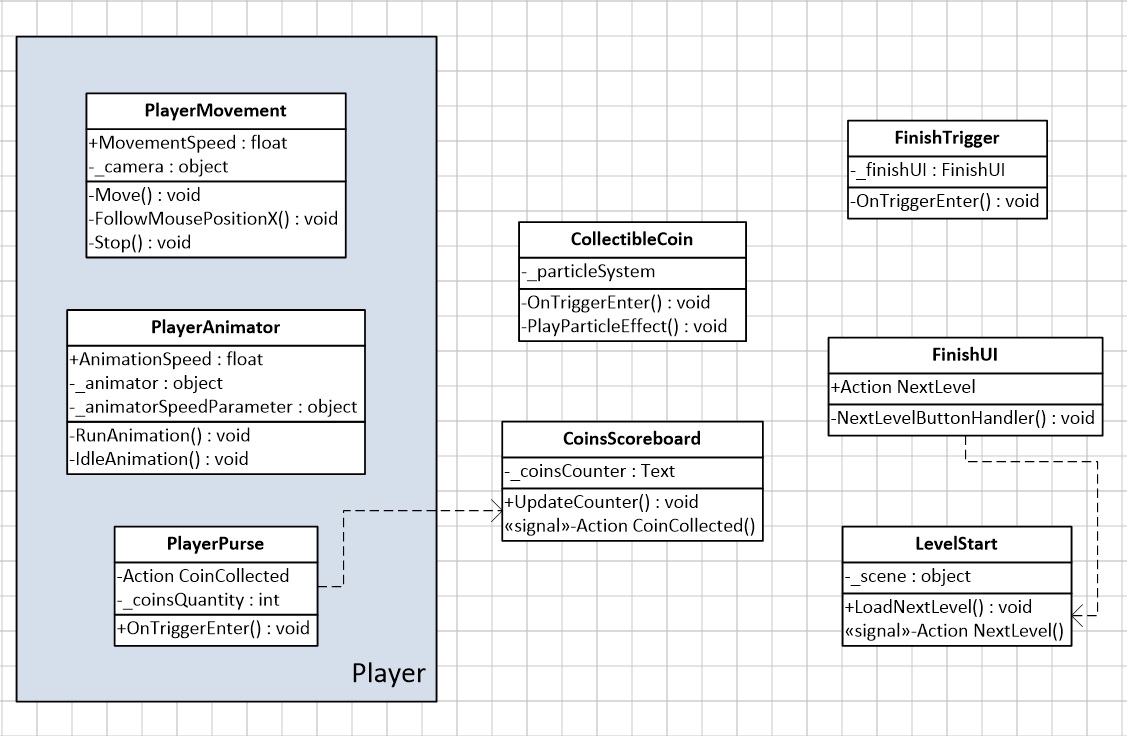 PlayerMovement
+MovementSpeed : float
-_camera : object
-Move() : void
-FollowMousePositionX() : void
-Stop() : void
PlayerAnimator
+AnimationSpeed : float
-_animator : object
-_animatorSpeedParameter : object
-RunAnimation() : void
-IdleAnimation() : void
PlayerPurse
-Action CoinCollected
-_coinsQuantity : int
+OnTriggerEnter() : void
Player
CollectibleCoin
-_particleSystem
-OnTriggerEnter() : void
-PlayParticleEffect() : void
CoinsScoreboard
-_coinsCounter : Text
+UpdateCounter() : void
«signal»-Action CoinCollected()
FinishTrigger
-_finishUI : FinishUI
-OnTriggerEnter() : void
FinishUI
+Action NextLevel
-NextLevelButtonHandler() : void
LevelStart
-_scene : object
+LoadNextLevel() : void
«signal»-Action NextLevel()